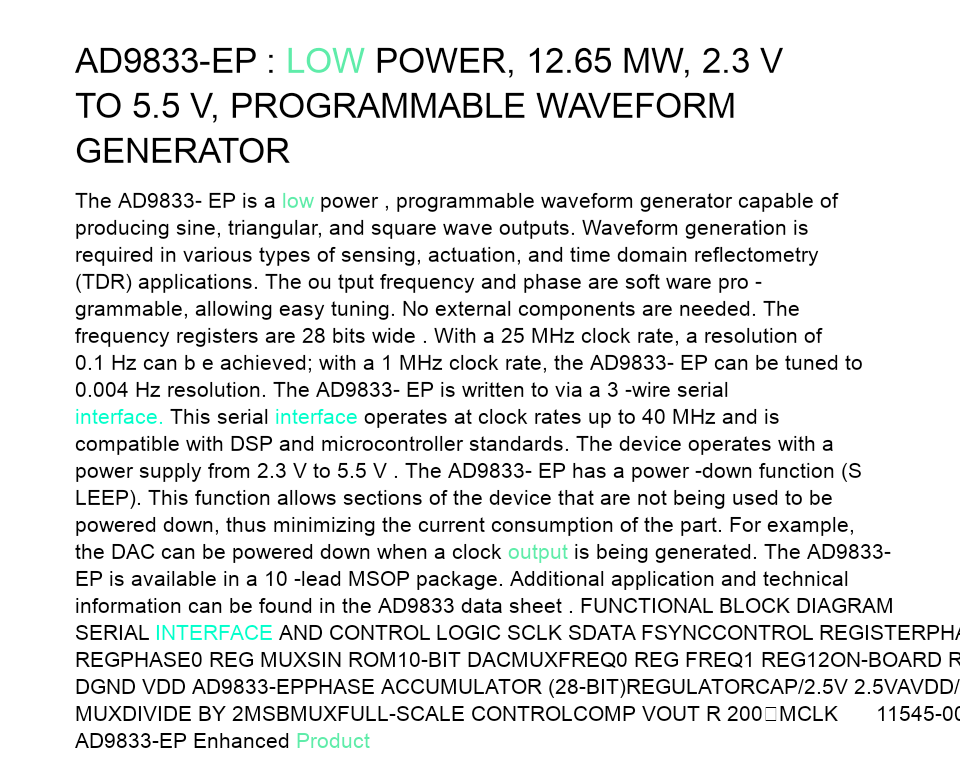 AD9833-EP : LOW POWER, 12.65 MW, 2.3 V
TO 5.5 V, PROGRAMMABLE WAVEFORM
GENERATOR
The AD9833- EP is a low power , programmable waveform generator capable of
producing sine, triangular, and square wave outputs. Waveform generation is
required in various types of sensing, actuation, and time domain reflectometry
(TDR) applications. The ou tput frequency and phase are soft ware pro -
grammable, allowing easy tuning. No external components are needed. The
frequency registers are 28 bits wide . With a 25 MHz clock rate, a resolution of
0.1 Hz can b e achieved; with a 1 MHz clock rate, the AD9833- EP can be tuned to
0.004 Hz resolution. The AD9833- EP is written to via a 3 -wire serial
interface. This serial interface operates at clock rates up to 40 MHz and is
compatible with DSP and microcontroller standards. The device operates with a
power supply from 2.3 V to 5.5 V . The AD9833- EP has a power -down function (S
LEEP). This function allows sections of the device that are not being used to be
powered down, thus minimizing the current consumption of the part. For example,
the DAC can be powered down when a clock output is being generated. The AD9833-
EP is available in a 10 -lead MSOP package. Additional application and technical
information can be found in the AD9833 data sheet . FUNCTIONAL BLOCK DIAGRAM
SERIAL INTERFACE AND CONTROL LOGIC SCLK SDATA FSYNCCONTROL REGISTERPHA
REGPHASE0 REG MUXSIN ROM10-BIT DACMUXFREQ0 REG FREQ1 REG12ON-BOARD R
DGND VDD AD9833-EPPHASE ACCUMULATOR (28-BIT)REGULATORCAP/2.5V 2.5VAVDD/
MUXDIVIDE BY 2MSBMUXFULL-SCALE CONTROLCOMP VOUT R 200□MCLK 11545-00
AD9833-EP Enhanced Product